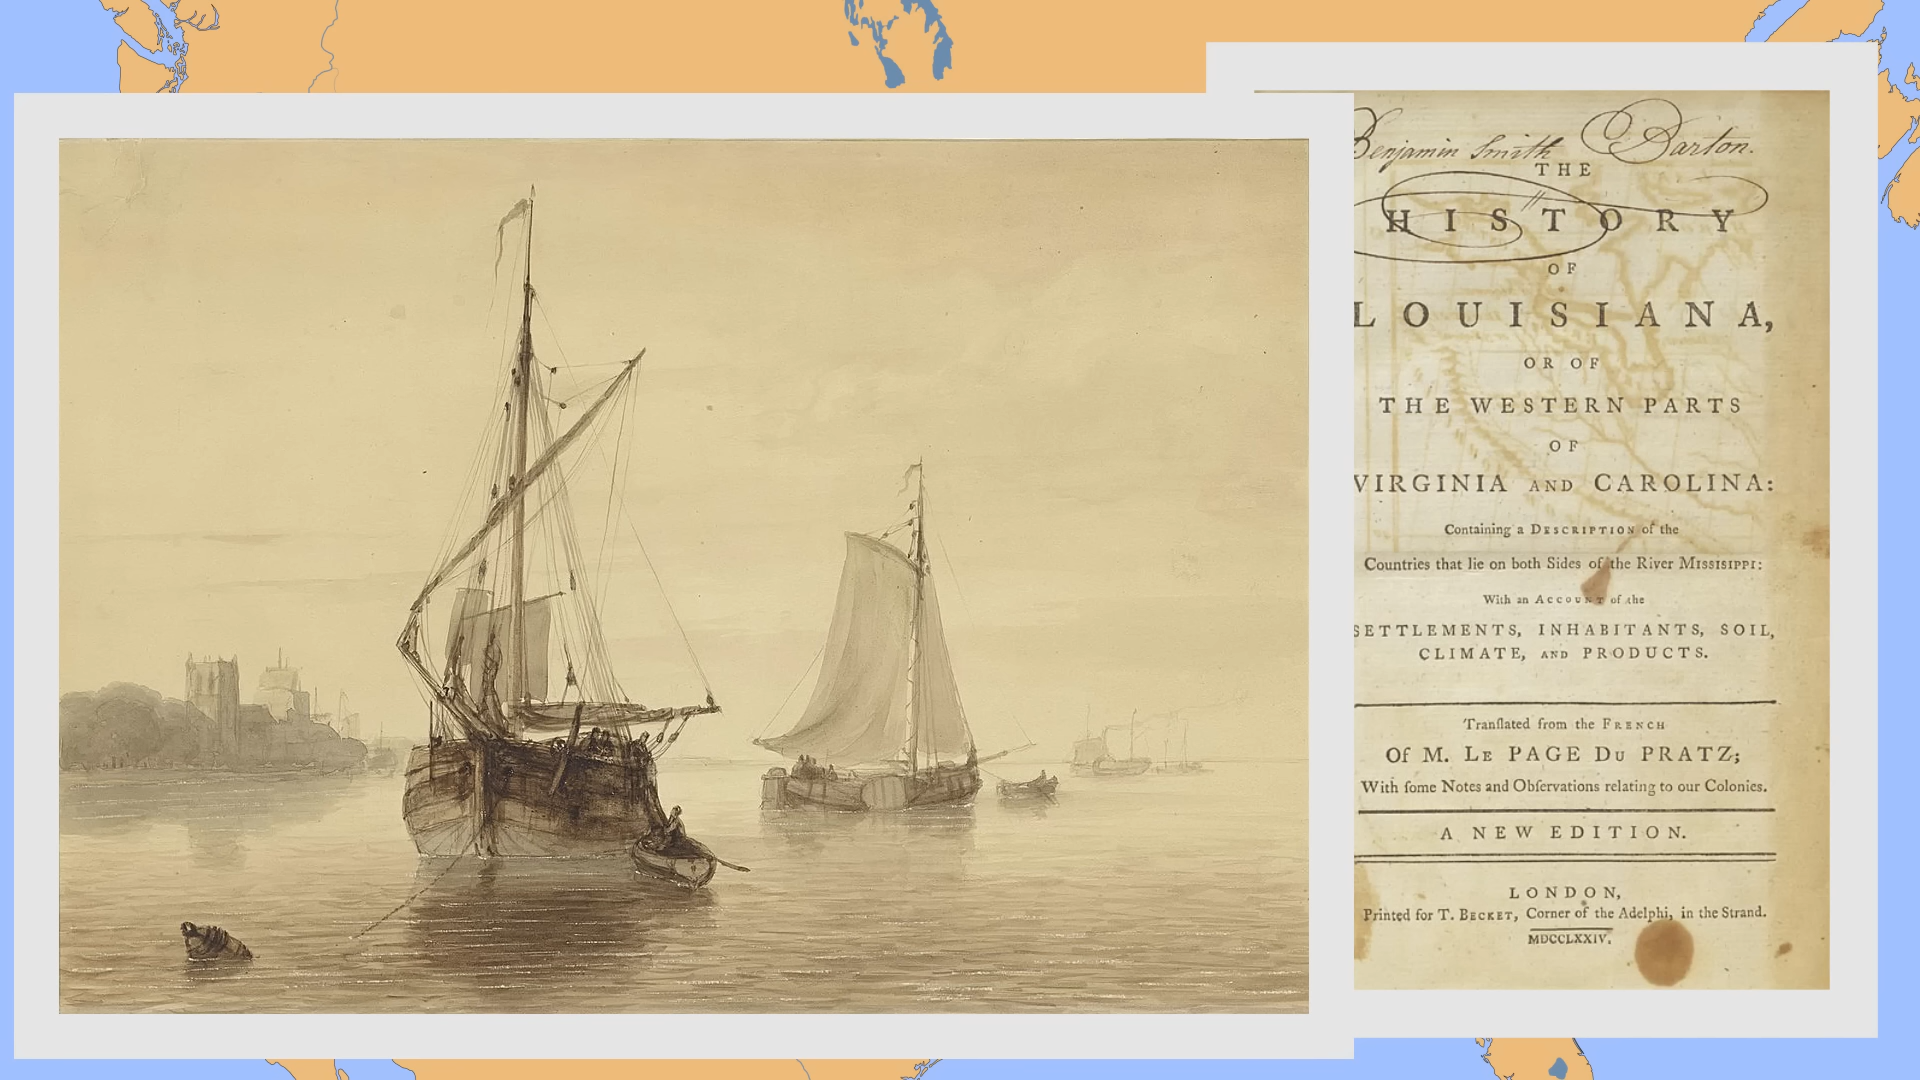 Benjamin Smith Barton.
THE
HISTORY
OF
LOUISIANA,
OR OF
THE WESTERN PARTS
OF
VIRGINIA AND CAROLINA:
Containing a DESCRIPTION of the
Countries that lie on both Sides of the River MISSISIPPI:
With an ACCOUNT of the
SETTLEMENTS, INHABITANTS, SOIL,
CLIMATE, AND PRODUCTS.
Tranſlated from the FRENCH
Of M. LE PAGE DU PRATZ;
With ſome Notes and Obſervations relating to our Colonies.
A NEW EDITION.
LONDON,
Printed for T. BECKET, Corner of the Adelphi, in the Strand.
MDCCLXXIV.